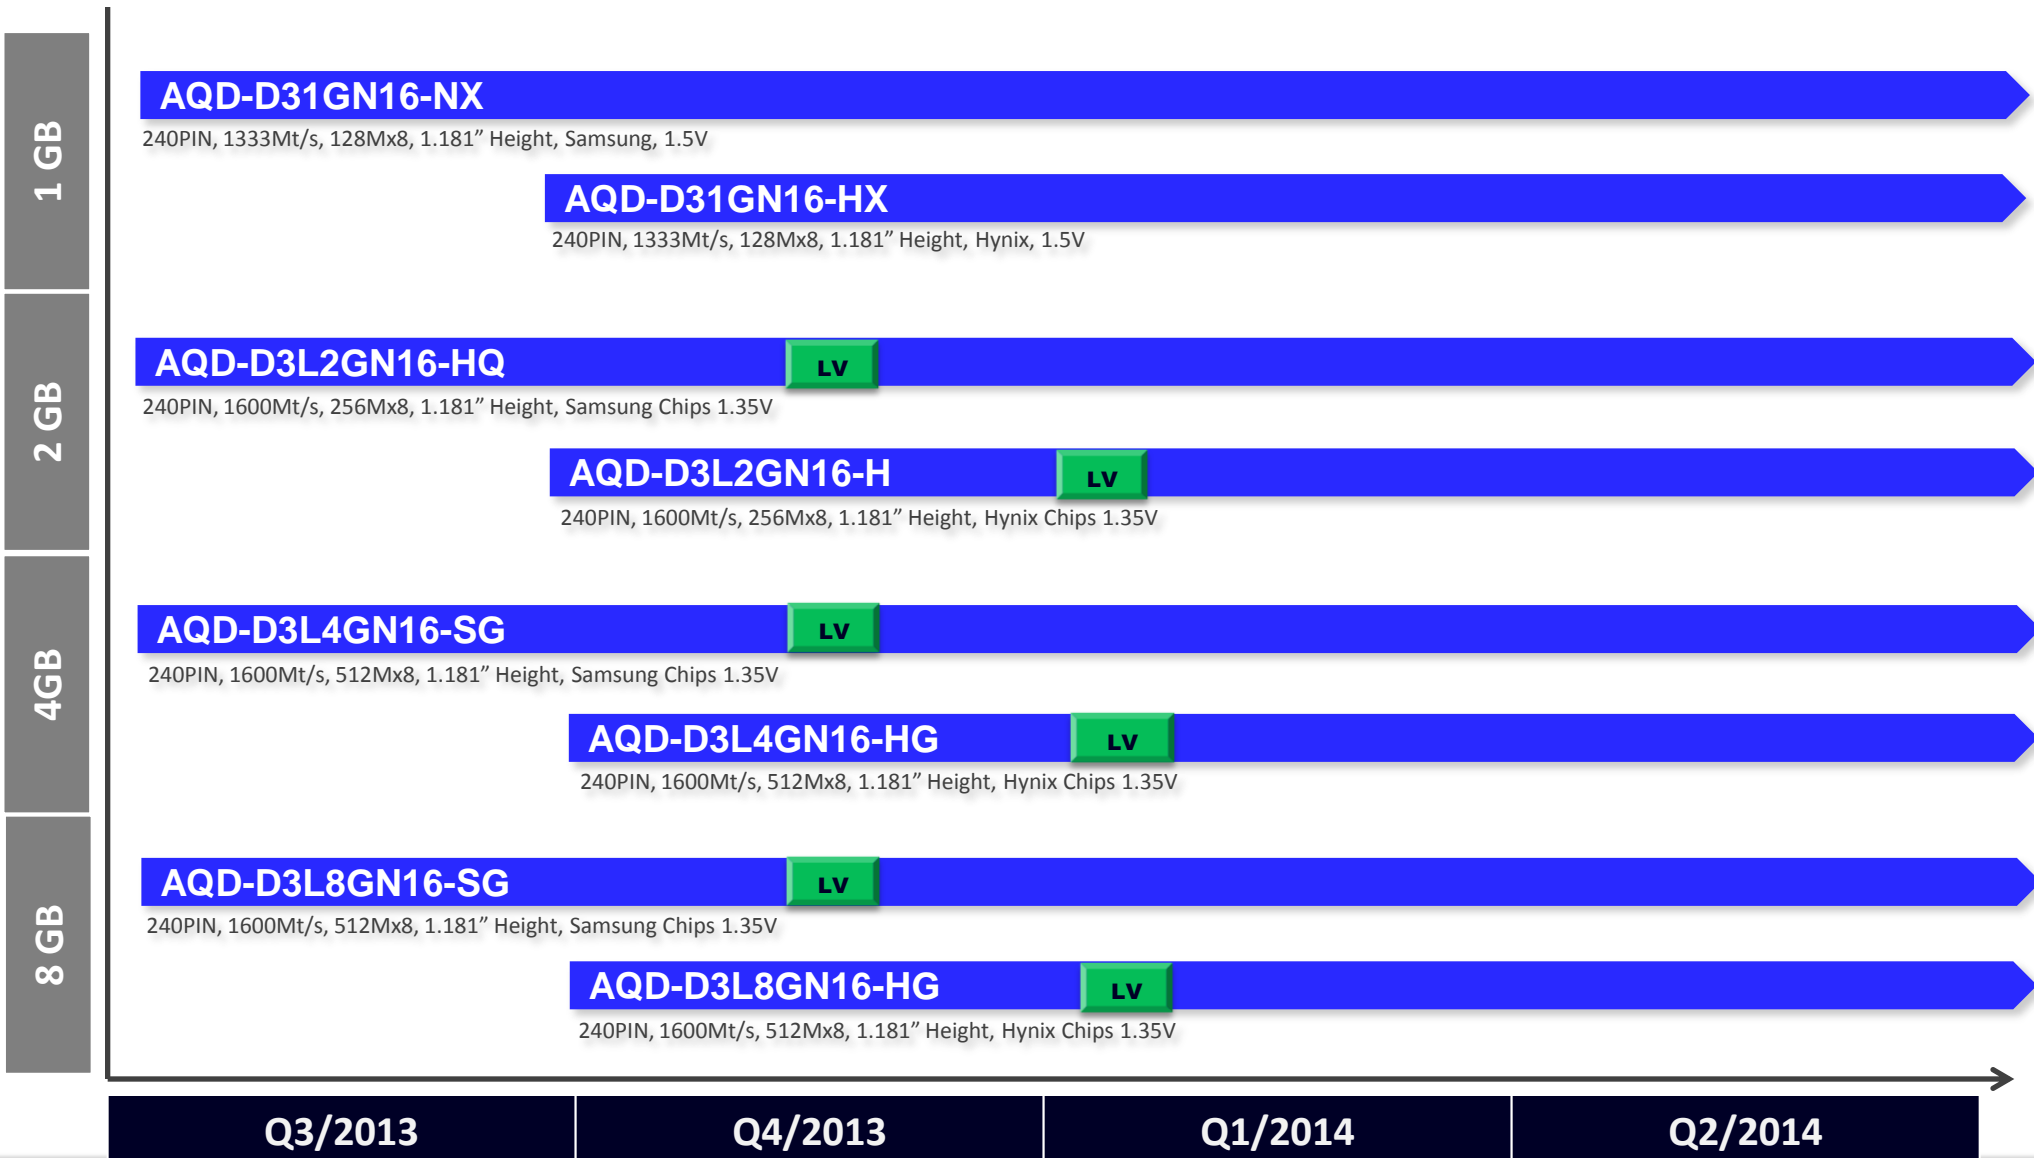 1 GB
AQD-D31GN16-NX
240PIN, 1333Mt/s, 128Mx8, 1.181” Height, Samsung, 1.5V
AQD-D31GN16-HX
240PIN, 1333Mt/s, 128Mx8, 1.181” Height, Hynix, 1.5V
2 GB
AQD-D3L2GN16-HQ LV
240PIN, 1600Mt/s, 256Mx8, 1.181” Height, Samsung Chips 1.35V
AQD-D3L2GN16-H LV
240PIN, 1600Mt/s, 256Mx8, 1.181” Height, Hynix Chips 1.35V
4GB
AQD-D3L4GN16-SG LV
240PIN, 1600Mt/s, 512Mx8, 1.181” Height, Samsung Chips 1.35V
AQD-D3L4GN16-HG LV
240PIN, 1600Mt/s, 512Mx8, 1.181” Height, Hynix Chips 1.35V
8 GB
AQD-D3L8GN16-SG LV
240PIN, 1600Mt/s, 512Mx8, 1.181” Height, Samsung Chips 1.35V
AQD-D3L8GN16-HG LV
240PIN, 1600Mt/s, 512Mx8, 1.181” Height, Hynix Chips 1.35V
Q3/2013 Q4/2013 Q1/2014 Q2/2014